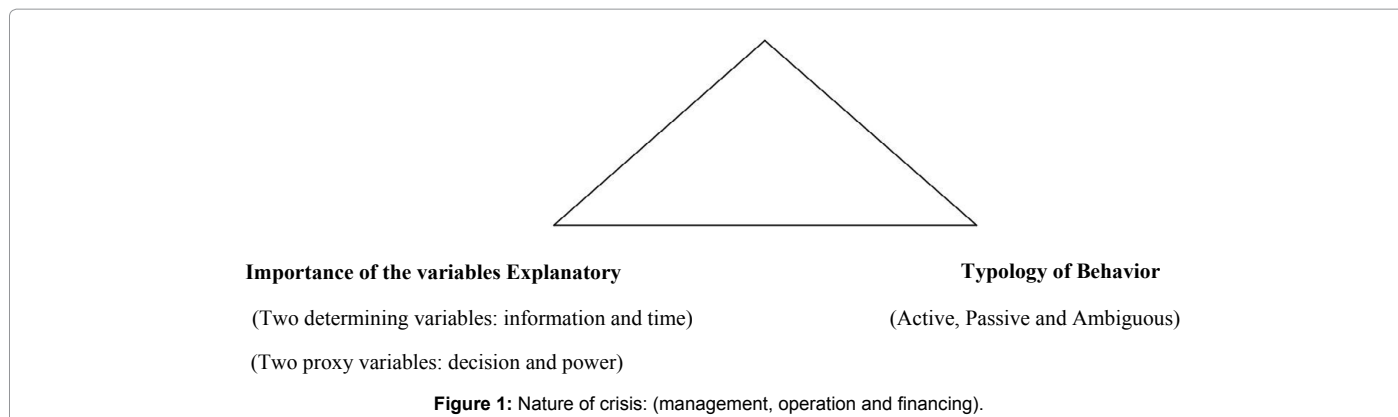 Importance of the variables Explanatory
Typology of Behavior
(Two determining variables: information and time)
(Active, Passive and Ambiguous)
(Two proxy variables: decision and power)
Figure 1: Nature of crisis: (management, operation and financing).